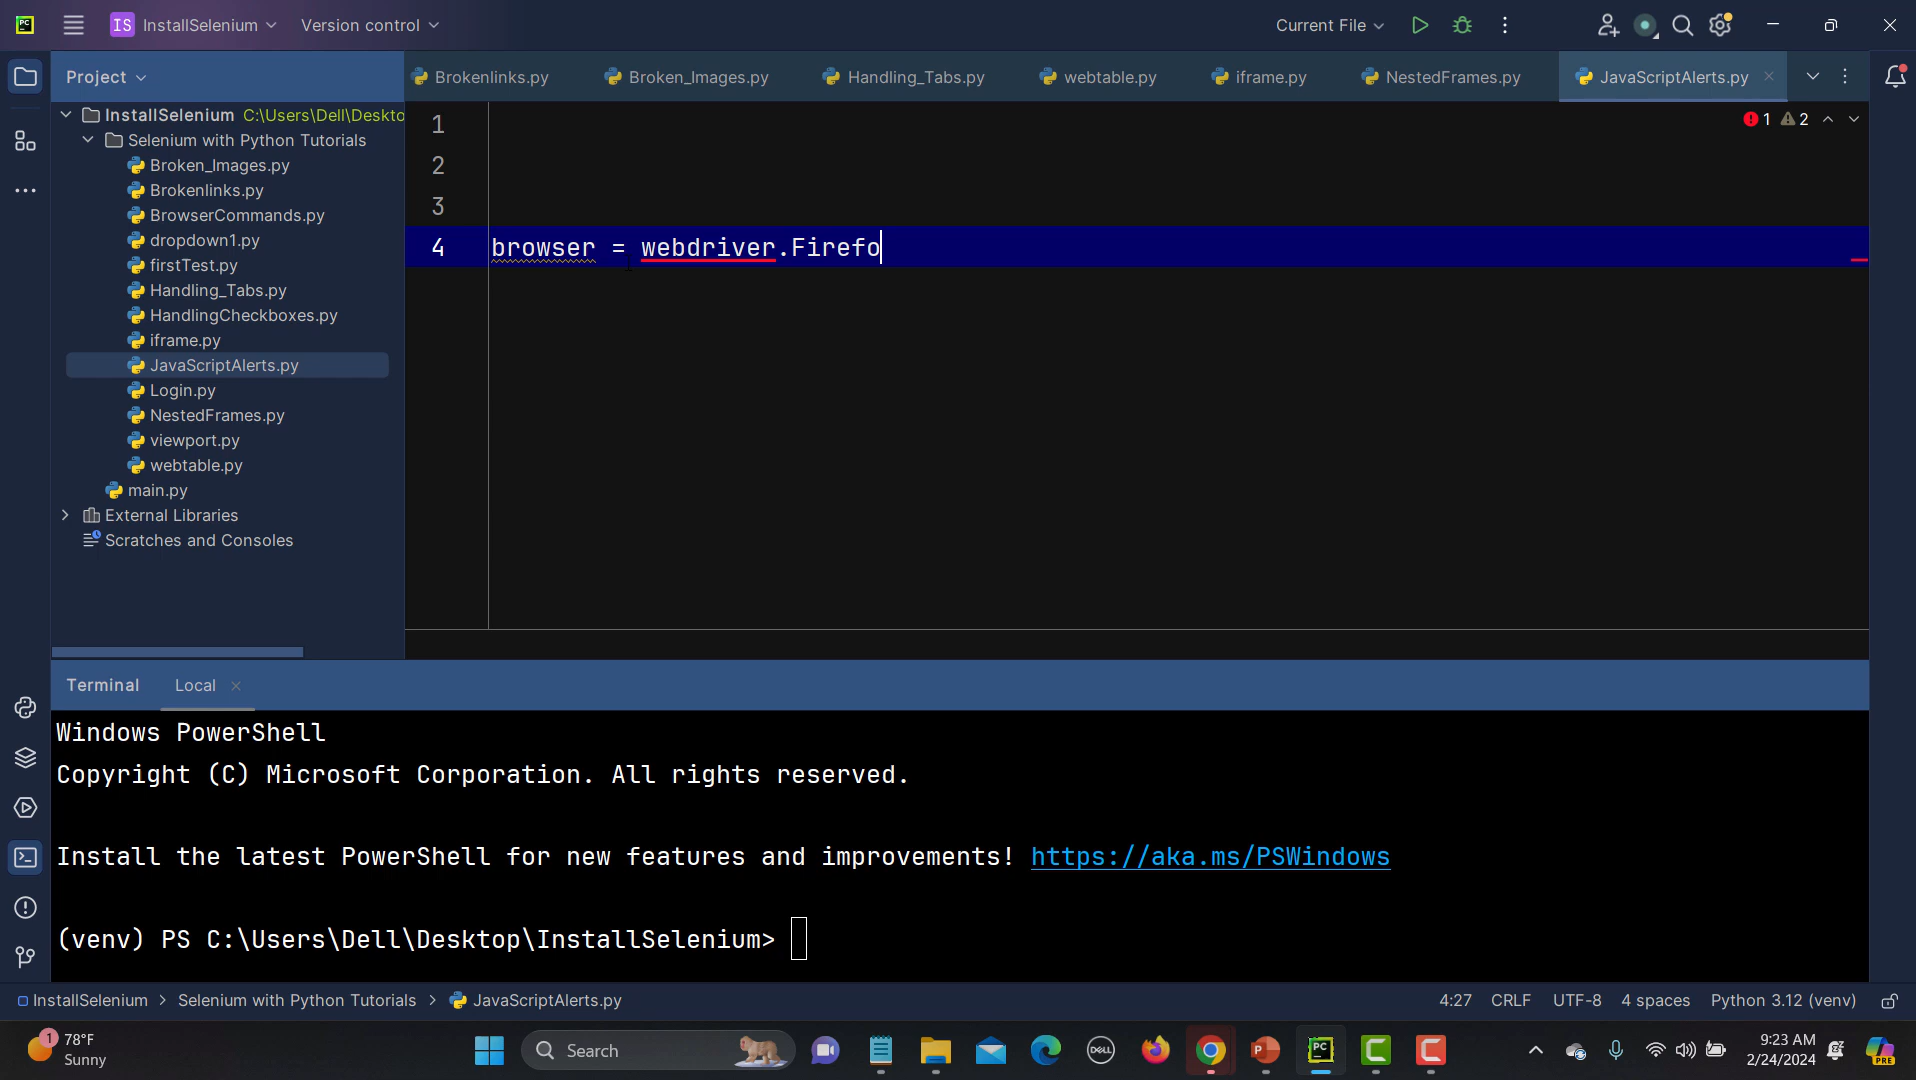 PC
IS InstallSelenium
Version control
Current File
Project
Brokenlinks.py
Broken_Images.py
Handling_Tabs.py
webtable.py
iframe.py
NestedFrames.py
JavaScriptAlerts.py
InstallSelenium C:\Users\Dell\Deskto
Selenium with Python Tutorials
Broken_Images.py
Brokenlinks.py
BrowserCommands.py
dropdown1.py
firstTest.py
Handling_Tabs.py
HandlingCheckboxes.py
iframe.py
JavaScriptAlerts.py
Login.py
NestedFrames.py
viewport.py
webtable.py
main.py
External Libraries
Scratches and Consoles
1
2
3
4 browser = webdriver.Firefo
1 2
Terminal
Local
Windows PowerShell
Copyright (C) Microsoft Corporation. All rights reserved.
Install the latest PowerShell for new features and improvements! https://aka.ms/PSWindows
(venv) PS C:\Users\Dell\Desktop\InstallSelenium>
InstallSelenium > Selenium with Python Tutorials > JavaScriptAlerts.py
4:27 CRLF UTF-8 4 spaces Python 3.12 (venv)
1
78°F
Sunny
Search
DELL
P
PC
C
C
9:23 AM
2/24/2024
PRE